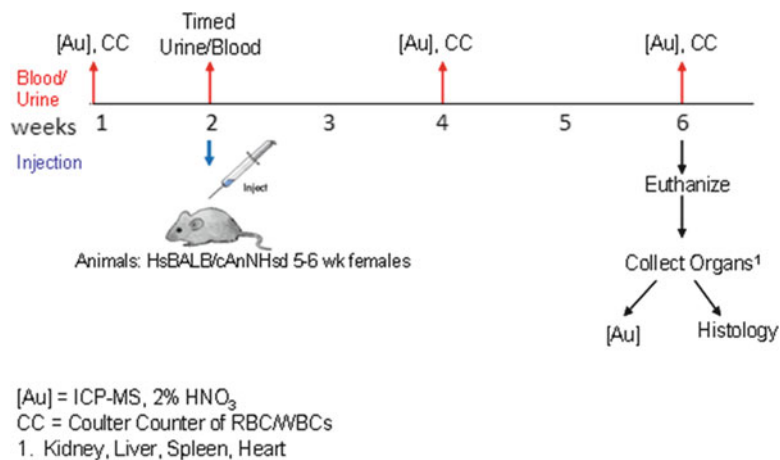 Timed
[Au], CC Urine/Blood [Au], CC [Au], CC
Blood/
Urine
weeks 1 2 3 4 5 6
Injection
Inject
Euthanize
Animals: HsBALB/cAnNHsd 5-6 wk females
Collect Organs¹
[Au] Histology
[Au] = ICP-MS, 2% HNO₃
CC = Coulter Counter of RBC/WBCs
1. Kidney, Liver, Spleen, Heart